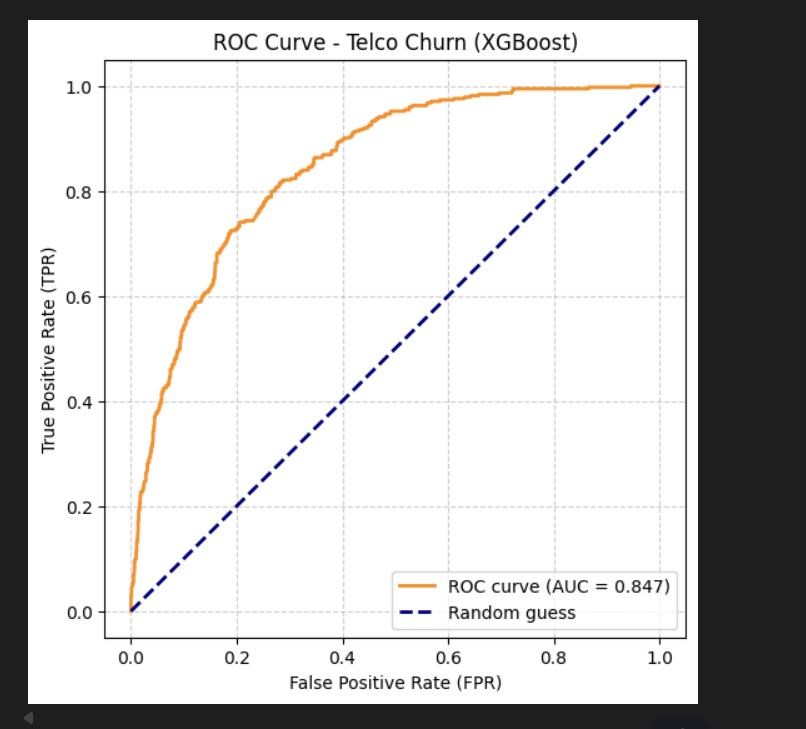 ROC Curve - Telco Churn (XGBoost)
1.0
0.8
0.6
0.4
0.2
0.0
True Positive Rate (TPR)
ROC curve (AUC = 0.847)
Random guess
0.0 0.2 0.4 0.6 0.8 1.0
False Positive Rate (FPR)